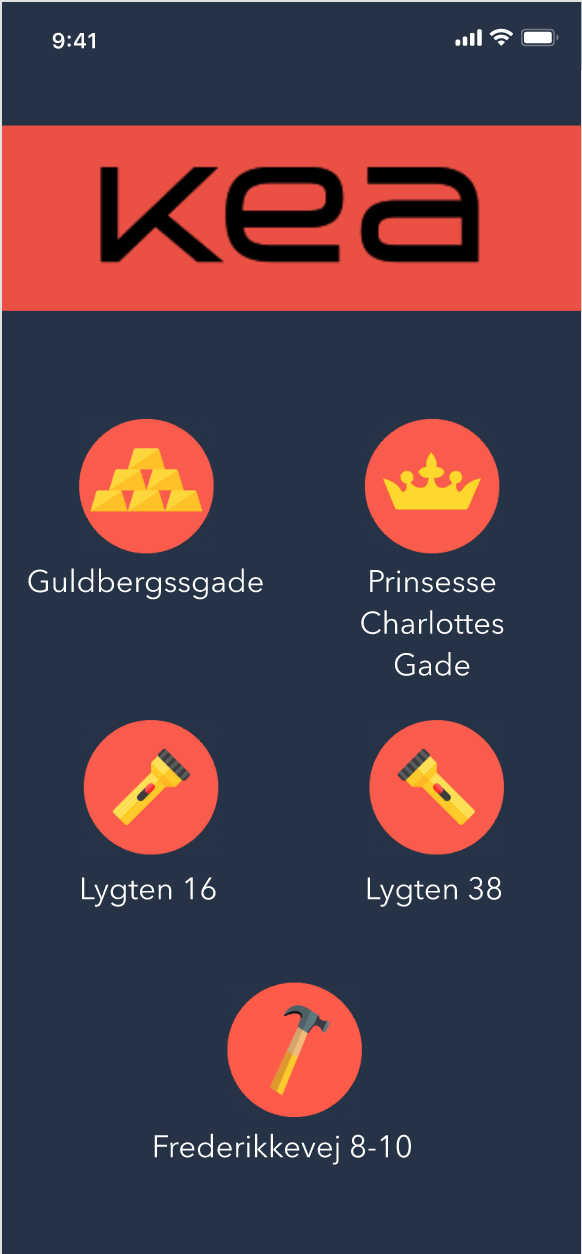 9:41
kea
Guldbergssgade
Prinsesse
Charlottes
Gade
Lygten 16
Lygten 38
Frederikkevej 8-10